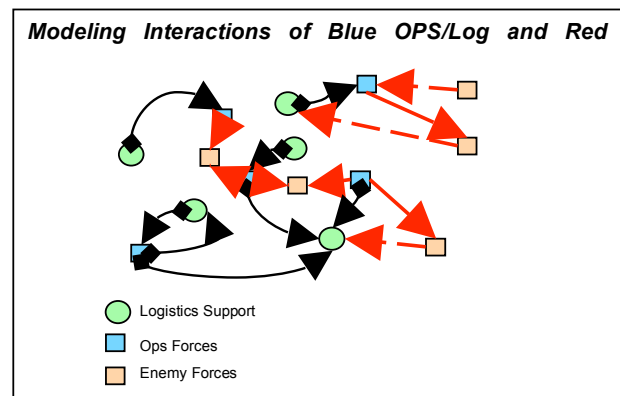 Modeling Interactions of Blue OPS/Log and Red
Logistics Support
Ops Forces
Enemy Forces